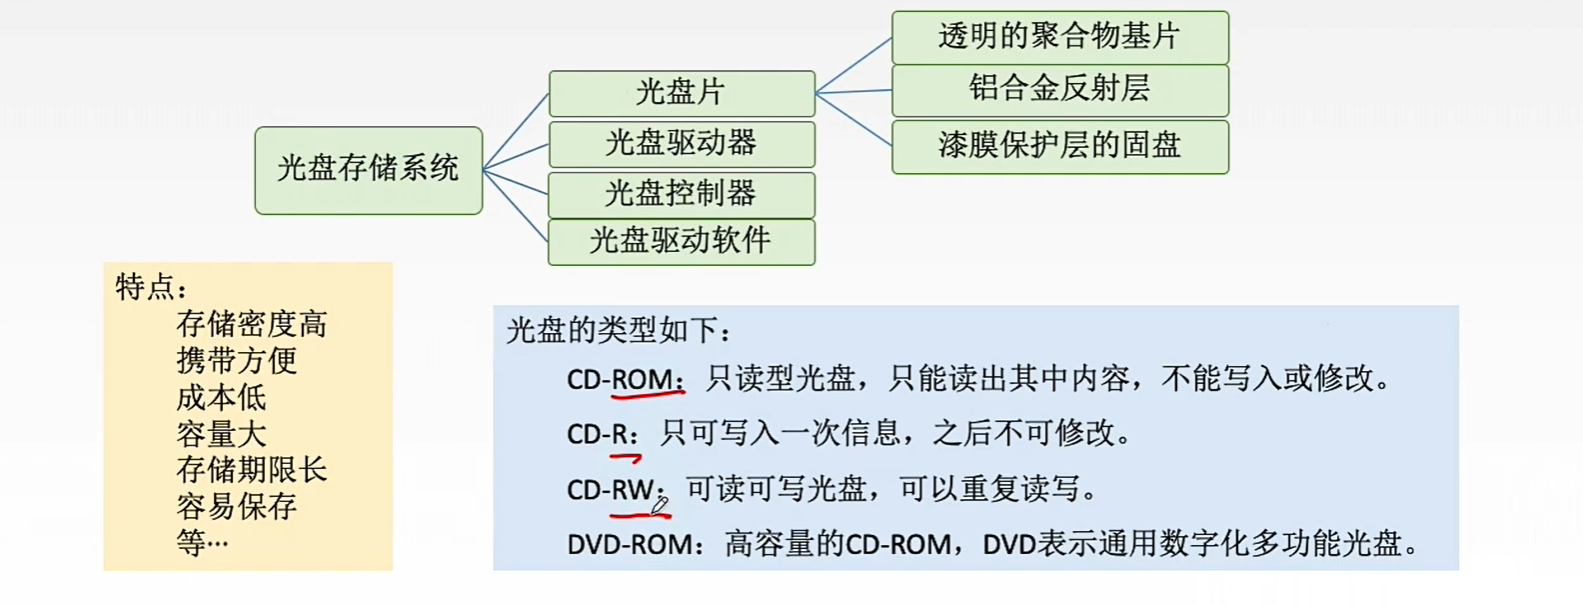 透明的聚合物基片
铝合金反射层
漆膜保护层的固盘
光盘片
光盘驱动器
光盘控制器
光盘驱动软件
光盘存储系统
特点：
存储密度高
携带方便
成本低
容量大
存储期限长
容易保存
等…
光盘的类型如下：
CD-ROM：只读型光盘，只能读出其中内容，不能写入或修改。
CD-R：只可写入一次信息，之后不可修改。
CD-RW：可读可写光盘，可以重复读写。
DVD-ROM：高容量的CD-ROM，DVD表示通用数字化多功能光盘。